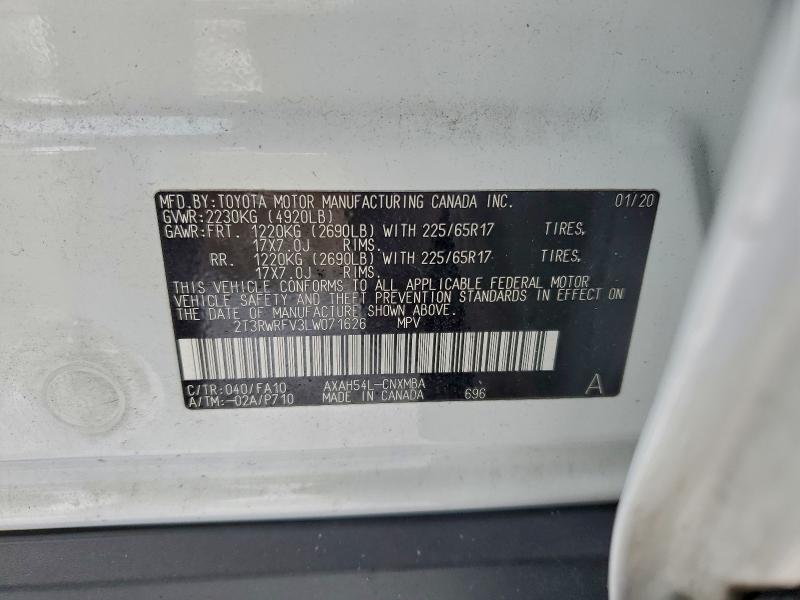 MFD.BY:TOYOTA MOTOR MANUFACTURING CANADA INC. 01/20
GVWR:2230KG (4920LB)
GAWR:FRT. 1220KG (2690LB) WITH 225/65R17 TIRES,
17X7.0J RIMS.
RR. 1220KG (2690LB) WITH 225/65R17 TIRES,
17X7.0J RIMS.
THIS VEHICLE CONFORMS TO ALL APPLICABLE FEDERAL MOTOR
VEHICLE SAFETY AND THEFT PREVENTION STANDARDS IN EFFECT ON
THE DATE OF MANUFACTURE SHOWN ABOVE.
2T3RWRFV3LW071626 MPV
C/TR:040/FA10 AXAH54L-CNXMBA
A/TM:-02A/P710 MADE IN CANADA 696 A